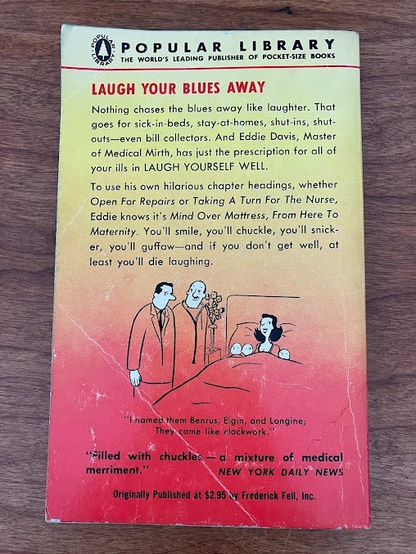 POPULAR LIBRARY
POPULAR LIBRARY
THE WORLD'S LEADING PUBLISHER OF POCKET-SIZE BOOKS
LAUGH YOUR BLUES AWAY
Nothing chases the blues away like laughter. That
goes for sick-in-beds, stay-at-homes, shut-ins, shut-
outs—even bill collectors. And Eddie Davis, Master
of Medical Mirth, has just the prescription for all of
your ills in LAUGH YOURSELF WELL.
To use his own hilarious chapter headings, whether
Open For Repairs or Taking A Turn For The Nurse,
Eddie knows it's Mind Over Mattress, From Here To
Maternity. You'll smile, you'll chuckle, you'll snick-
er, you'll guffaw—and if you don't get well, at
least you'll die laughing.
"I named them Benrus, Elgin, and Longine;
They came like clockwork."
"Filled with chuckles — a mixture of medical
merriment." NEW YORK DAILY NEWS
Originally Published at $2.95 by Frederick Fell, Inc.